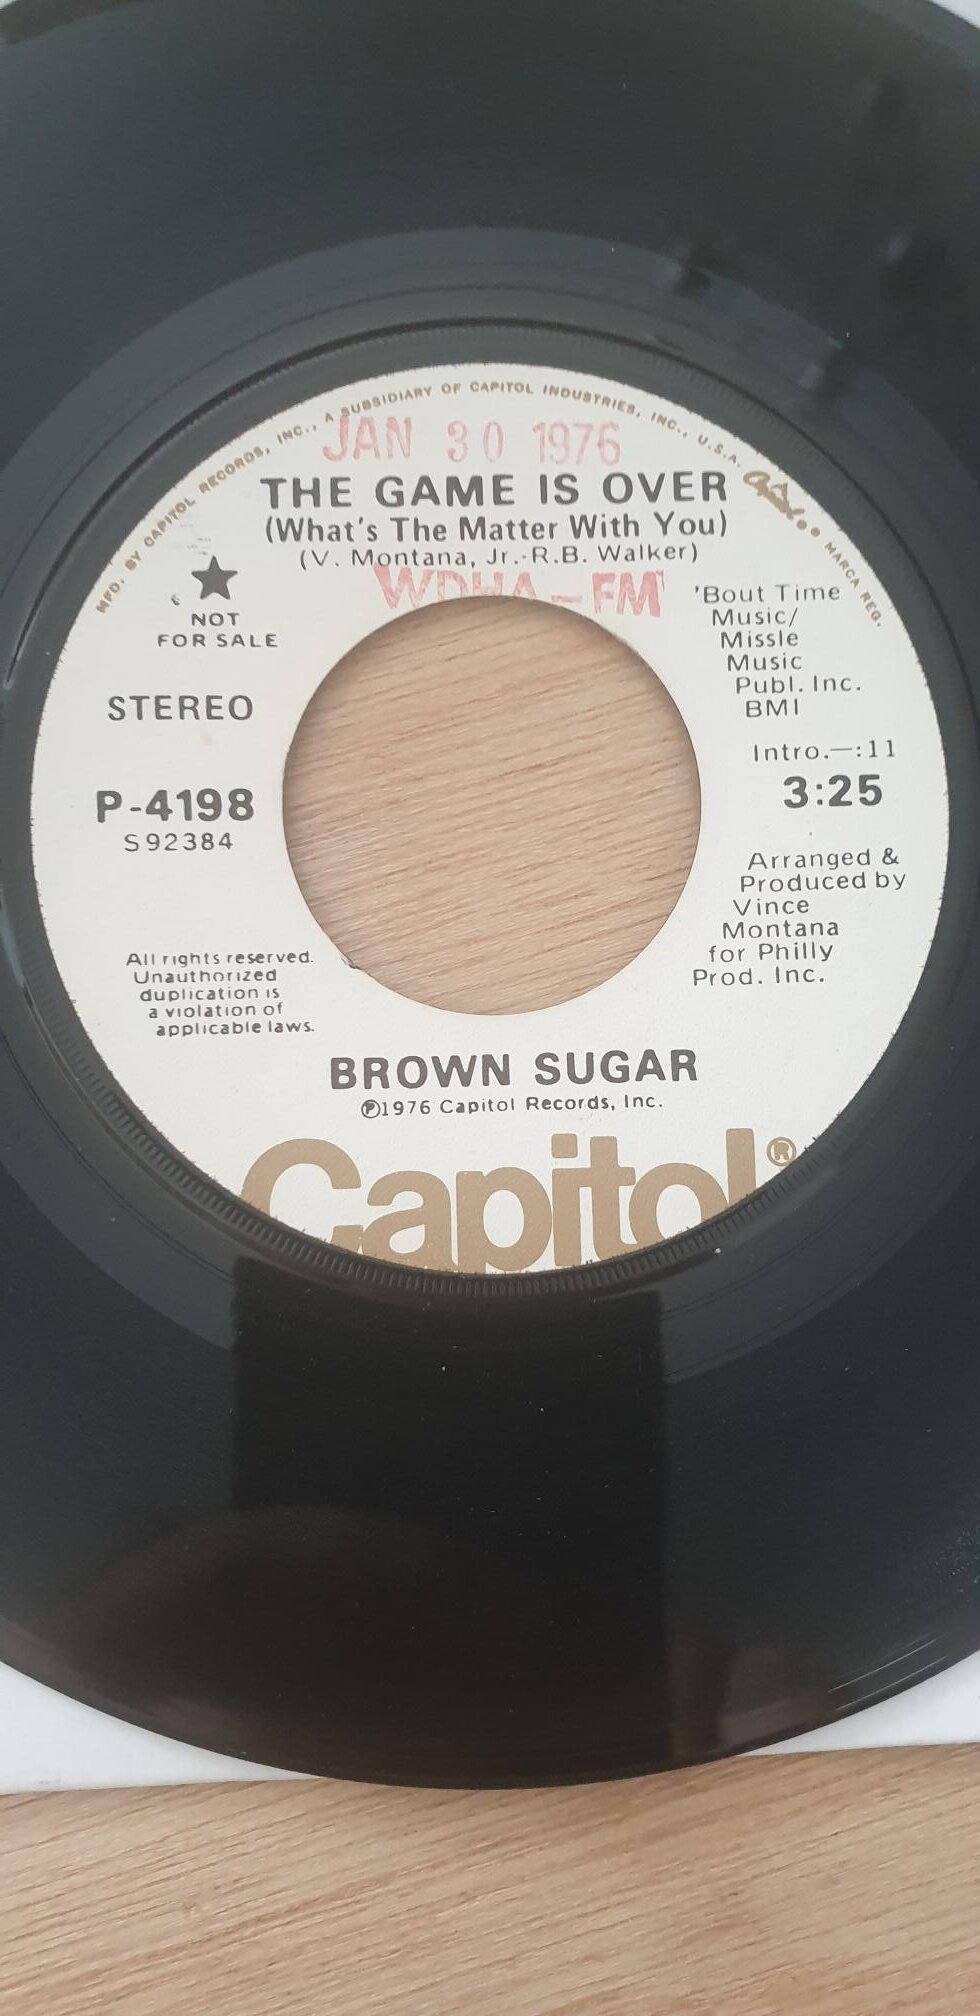 MFD. BY CAPITOL RECORDS, INC., A SUBSIDIARY OF CAPITOL INDUSTRIES, INC., U.S.A.
MARCA REG.
JAN 30 1976
THE GAME IS OVER
(What's The Matter With You)
(V. Montana, Jr.-R.B. Walker)
WDHA-FM
NOT
FOR SALE
STEREO
P-4198
S92384
All rights reserved.
Unauthorized
duplication is
a violation of
applicable laws.
'Bout Time
Music/
Missle
Music
Publ. Inc.
BMI
Intro.—:11
3:25
Arranged &
Produced by
Vince
Montana
for Philly
Prod. Inc.
BROWN SUGAR
℗1976 Capitol Records, Inc.
Capitol®